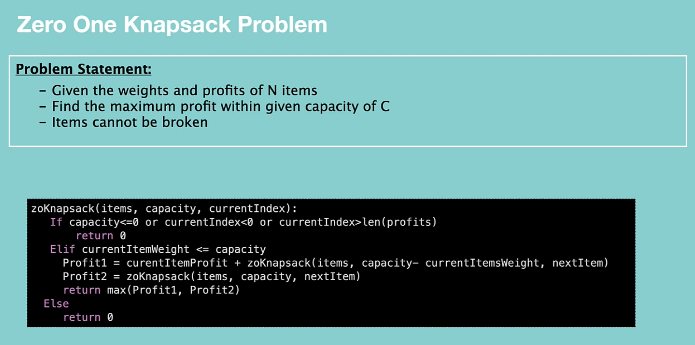 Zero One Knapsack Problem
Problem Statement:
- Given the weights and profits of N items
- Find the maximum profit within given capacity of C
- Items cannot be broken
zoKnapsack(items, capacity, currentIndex):
If capacity<=0 or currentIndex<0 or currentIndex>len(profits)
return 0
Elif currentItemWeight <= capacity
Profit1 = curentItemProfit + zoKnapsack(items, capacity- currentItemsWeight, nextItem)
Profit2 = zoKnapsack(items, capacity, nextItem)
return max(Profit1, Profit2)
Else
return 0